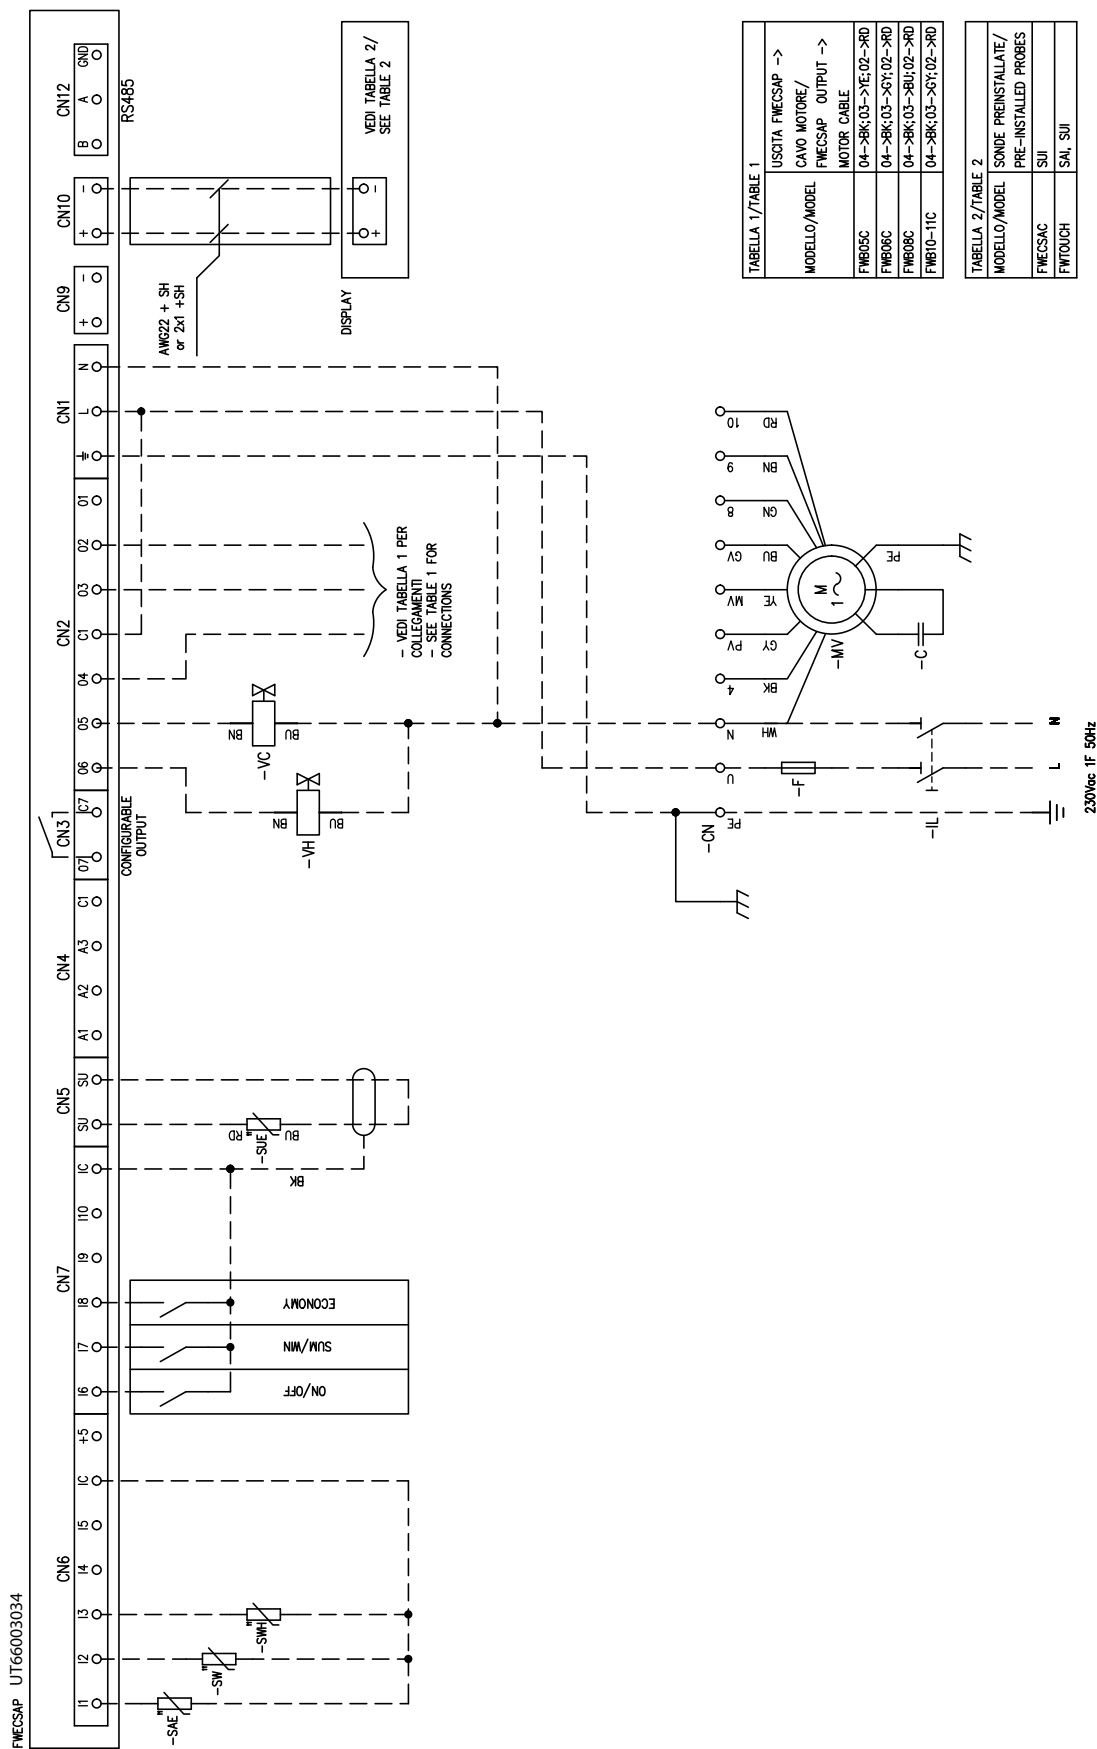 FWECSAP UT66003034
CN6
I1
I2
I3
I4
I5
IC
+5
CN7
I6
I7
I8
I9
I10
IC
CN5
SU
SU
CN4
A1
A2
A3
C1
CN3
07
C7
CN2
06
05
04
C1
03
02
01
CN1
L
N
CN9
+
-
CN10
+
-
CN12
B
A
GND
RS485
CONFIGURABLE
OUTPUT
-SAE
-SW
-SWH
ON/OFF
SUM/WIN
ECONOMY
BK
RD
-SUE
BU
BN
-VH
BU
BN
-VC
BU
- VEDI TABELLA 1 PER
COLLEGAMENTI
- SEE TABLE 1 FOR
CONNECTIONS
AWG22 + SH
or 2x1 +SH
DISPLAY
+
-
VEDI TABELLA 2/
SEE TABLE 2
-CN
PE
U
N
4
PV
MV
GV
8
9
10
WH
BK
GY
YE
BU
GN
BN
RD
-F
-MV
M
1~
PE
-C
-IL
L
N
230Vac 1F 50Hz
TABELLA 1/TABLE 1
MODELLO/MODEL
USCITA FWECSAP ->
CAVO MOTORE/
FWECSAP OUTPUT ->
MOTOR CABLE
FWB05C 04->BK;03->YE;02->RD
FWB06C 04->BK;03->GY;02->RD
FWB08C 04->BK;03->BU;02->RD
FWB10-11C 04->BK;03->GY;02->RD
TABELLA 2/TABLE 2
MODELLO/MODEL
SONDE PREINSTALLATE/
PRE-INSTALLED PROBES
FWECSAC SUI
FWTOUCH SAI, SUI